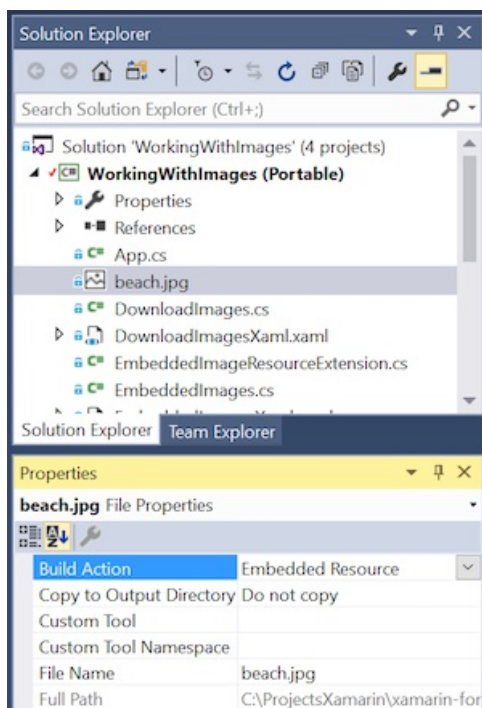 Solution Explorer
Search Solution Explorer (Ctrl+;)
Solution 'WorkingWithImages' (4 projects)
C# WorkingWithImages (Portable)
Properties
References
C# App.cs
beach.jpg
C# DownloadImages.cs
DownloadImagesXaml.xaml
C# EmbeddedImageResourceExtension.cs
C# EmbeddedImages.cs
Solution Explorer Team Explorer
Properties
beach.jpg File Properties
Build Action Embedded Resource
Copy to Output Directory Do not copy
Custom Tool
Custom Tool Namespace
File Name beach.jpg
Full Path C:\ProjectsXamarin\xamarin-for